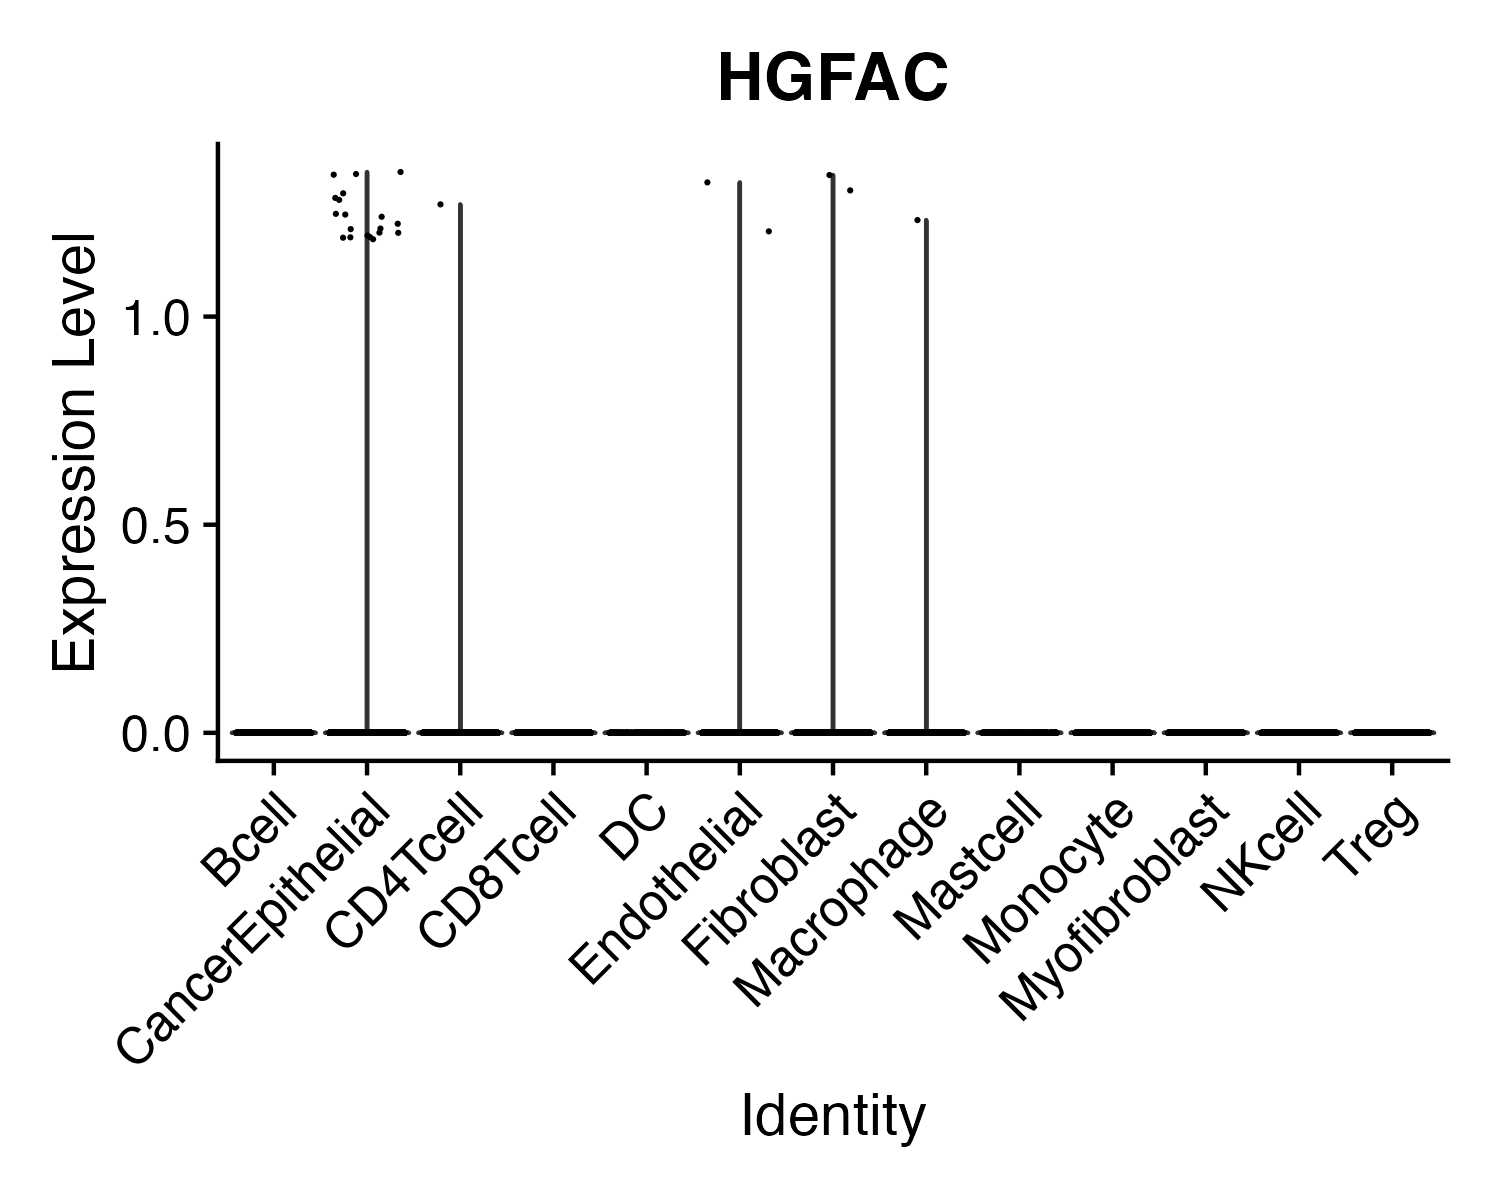 HGFAC
Expression Level
1.0
0.5
0.0
Bcell
CancerEpithelial
CD4Tcell
CD8Tcell
DC
Endothelial
Fibroblast
Macrophage
Mastcell
Monocyte
Myofibroblast
NKcell
Treg
Identity